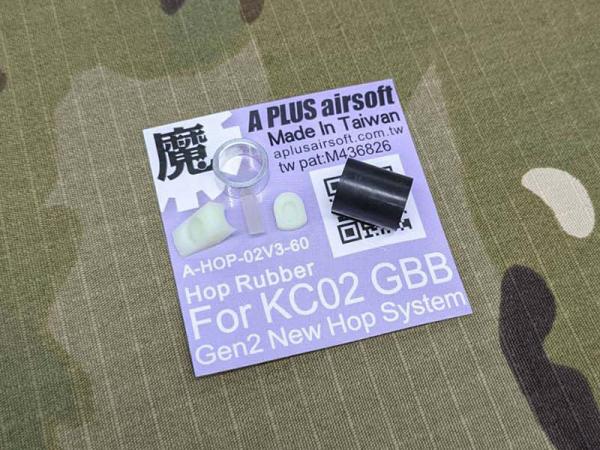 魔
A PLUS airsoft
Made In Taiwan
aplusairsoft.com.tw
tw pat:M436826
A-HOP-02V3-60
Hop Rubber
For KC02 GBB
Gen2 New Hop System